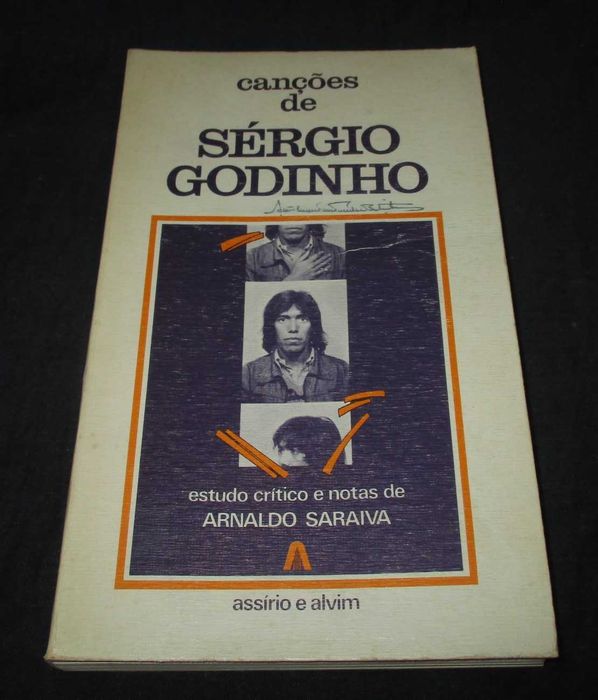 canções
de
SÉRGIO
GODINHO
estudo crítico e notas de
ARNALDO SARAIVA
assírio e alvim